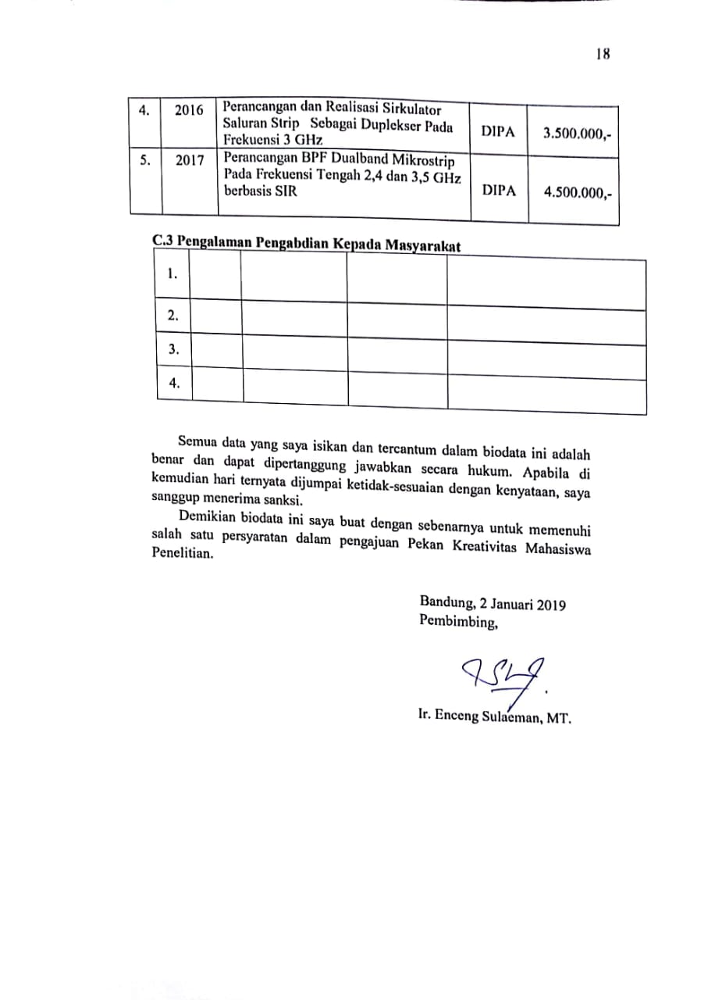 18
4. 2016 Perancangan dan Realisasi Sirkulator
Saluran Strip Sebagai Duplekser Pada
Frekuensi 3 GHz
DIPA 3.500.000,-
5. 2017 Perancangan BPF Dualband Mikrostrip
Pada Frekuensi Tengah 2,4 dan 3,5 GHz
berbasis SIR
DIPA 4.500.000,-
C.3 Pengalaman Pengabdian Kepada Masyarakat
1.
2.
3.
4.
Semua data yang saya isikan dan tercantum dalam biodata ini adalah
benar dan dapat dipertanggung jawabkan secara hukum. Apabila di
kemudian hari ternyata dijumpai ketidak-sesuaian dengan kenyataan, saya
sanggup menerima sanksi.
Demikian biodata ini saya buat dengan sebenarnya untuk memenuhi
salah satu persyaratan dalam pengajuan Pekan Kreativitas Mahasiswa
Penelitian.
Bandung, 2 Januari 2019
Pembimbing,
Ir. Enceng Sulaeman, MT.